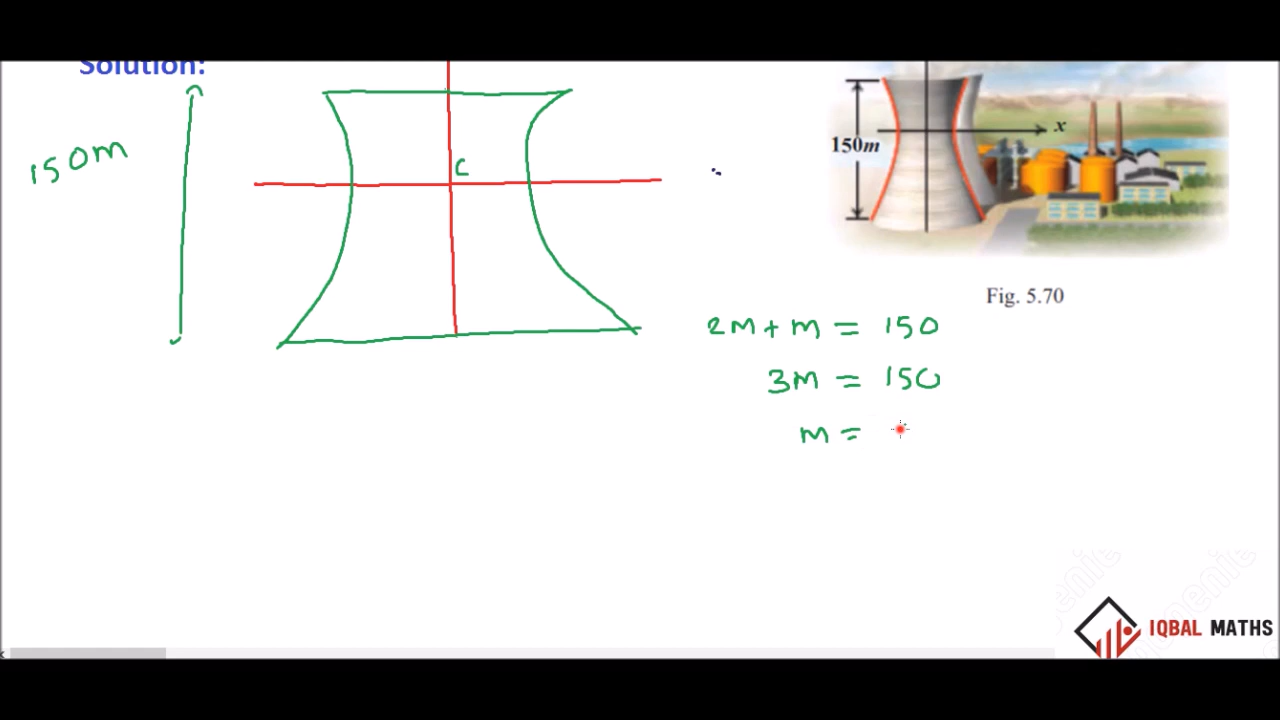 Solution:
150m
C
x
150m
Fig. 5.70
2m + m = 150
3m = 150
m =
IQBAL MATHS